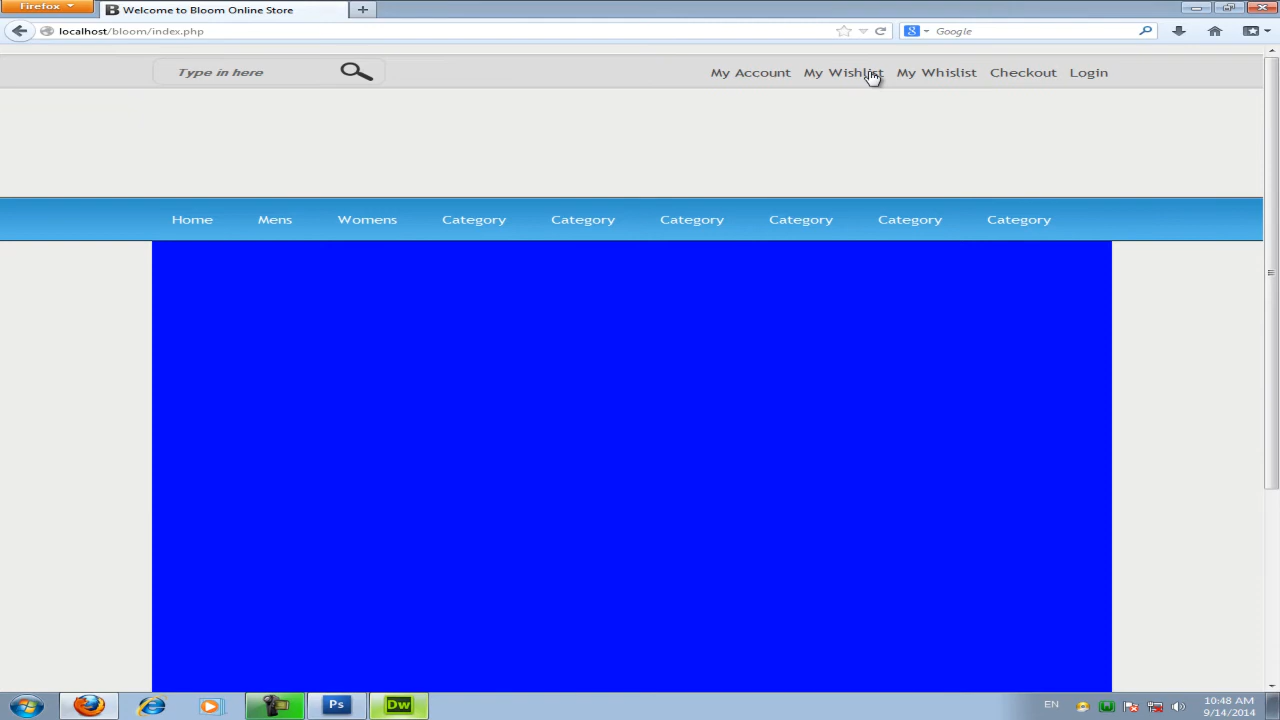 Firefox
Welcome to Bloom Online Store
localhost/bloom/index.php
Google
Type in here
My Account My Wishlist My Whislist Checkout Login
Home Mens Womens Category Category Category Category Category Category
Ps
Dw
EN
10:48 AM
9/14/2014